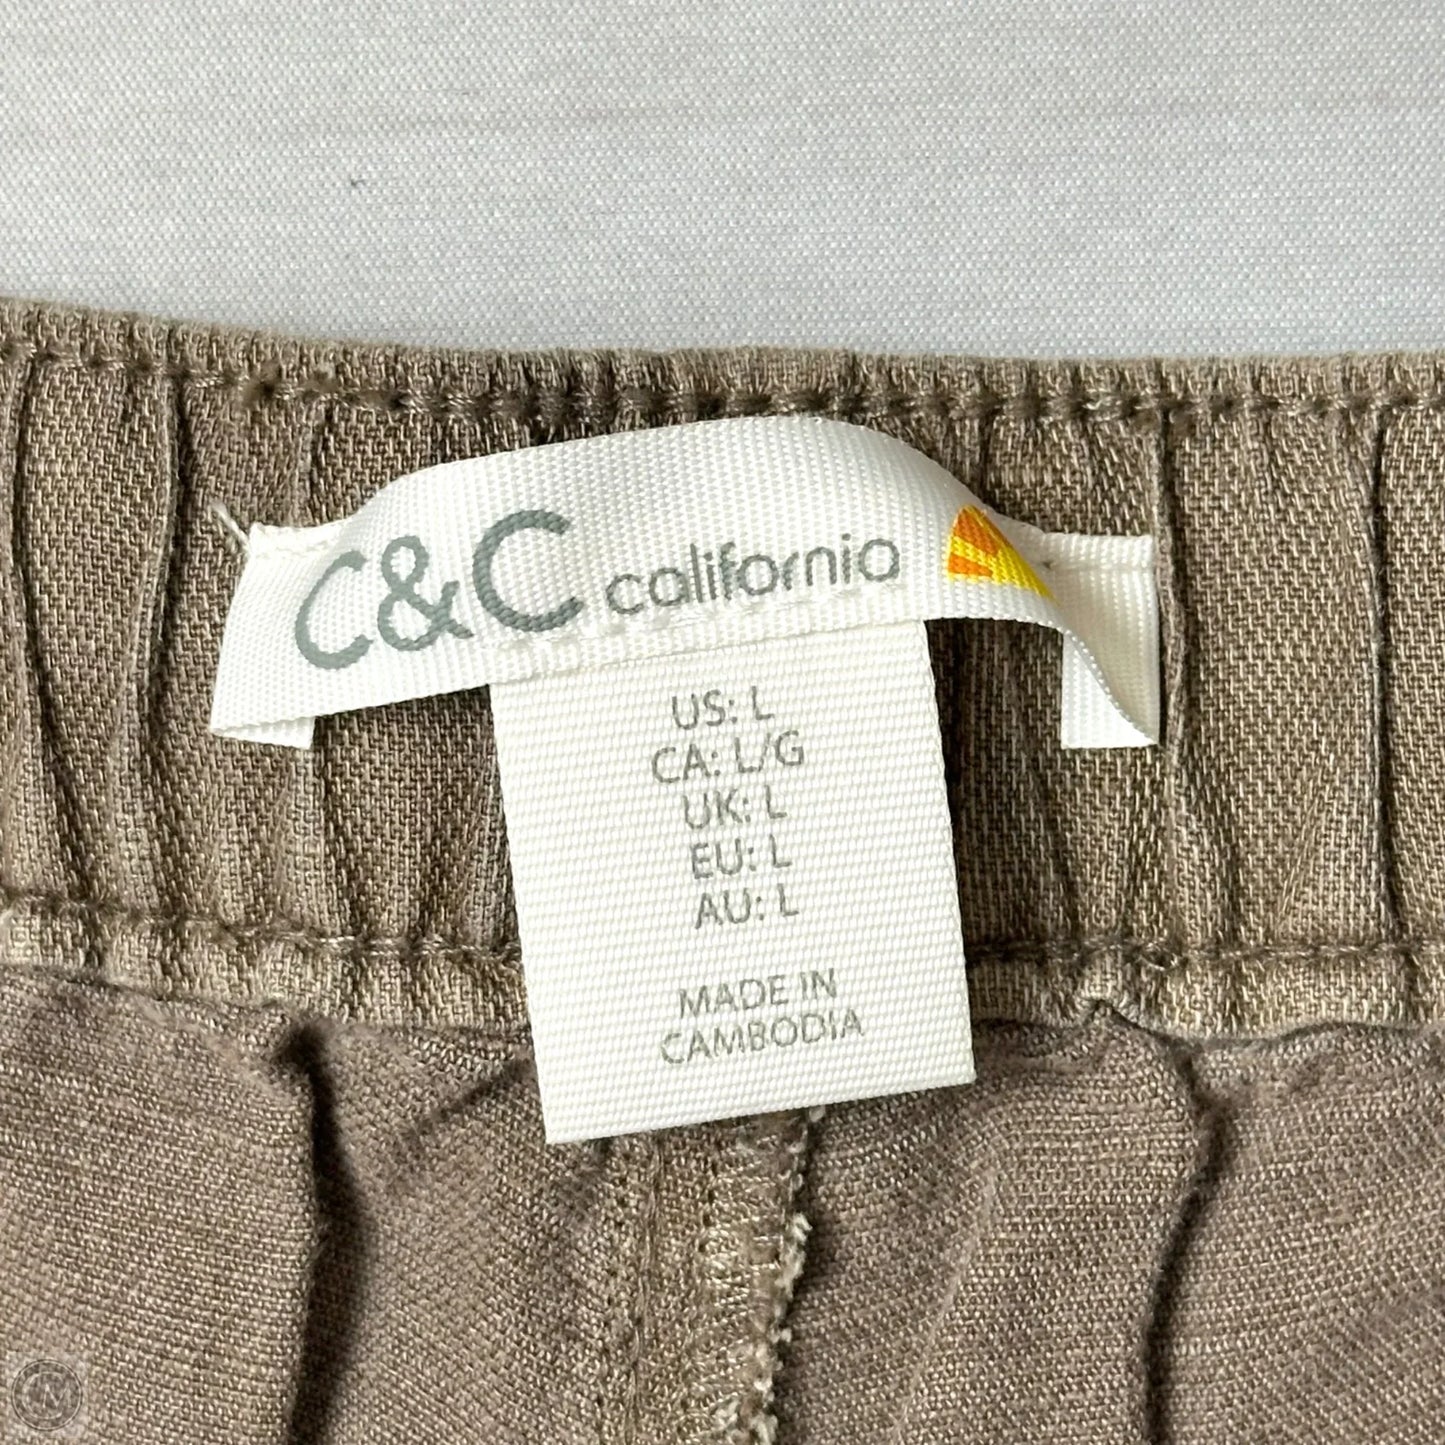 C&C california
US: L
CA: L/G
UK: L
EU: L
AU: L
MADE IN
CAMBODIA